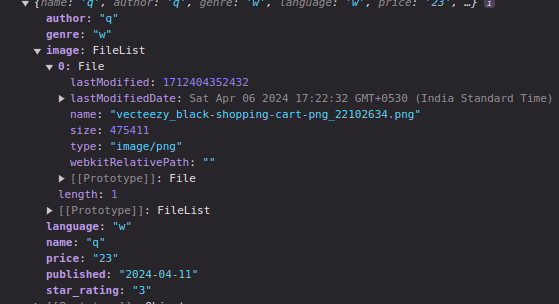 {name: 'q', author: 'q', genre: 'w', language: 'w', price: '23', …} i
author: "q"
genre: "w"
image: FileList
0: File
lastModified: 1712404352432
lastModifiedDate: Sat Apr 06 2024 17:22:32 GMT+0530 (India Standard Time)
name: "vecteezy_black-shopping-cart-png_22102634.png"
size: 475411
type: "image/png"
webkitRelativePath: ""
[[Prototype]]: File
length: 1
[[Prototype]]: FileList
language: "w"
name: "q"
price: "23"
published: "2024-04-11"
star_rating: "3"
[[Prototype]]: Object